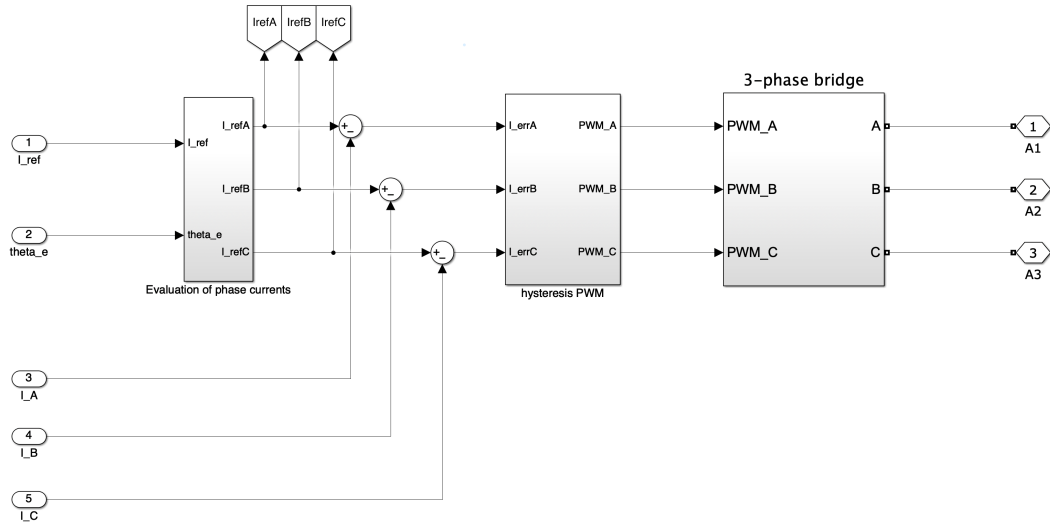 IrefA IrefB IrefC
3-phase bridge
1
I_ref
I_ref
theta_e
I_refA
I_refB
I_refC
Evaluation of phase currents
2
theta_e
+
−
+
−
+
−
I_errA
I_errB
I_errC
PWM_A
PWM_B
PWM_C
hysteresis PWM
PWM_A
PWM_B
PWM_C
A
B
C
1
A1
2
A2
3
A3
3
I_A
4
I_B
5
I_C